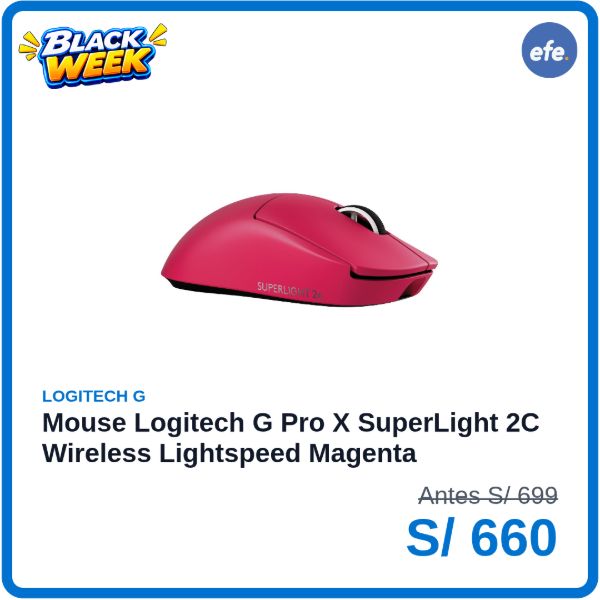 BLACK
WEEK
efe.
SUPERLIGHT 2c
LOGITECH G
Mouse Logitech G Pro X SuperLight 2C
Wireless Lightspeed Magenta
Antes S/ 699
S/ 660